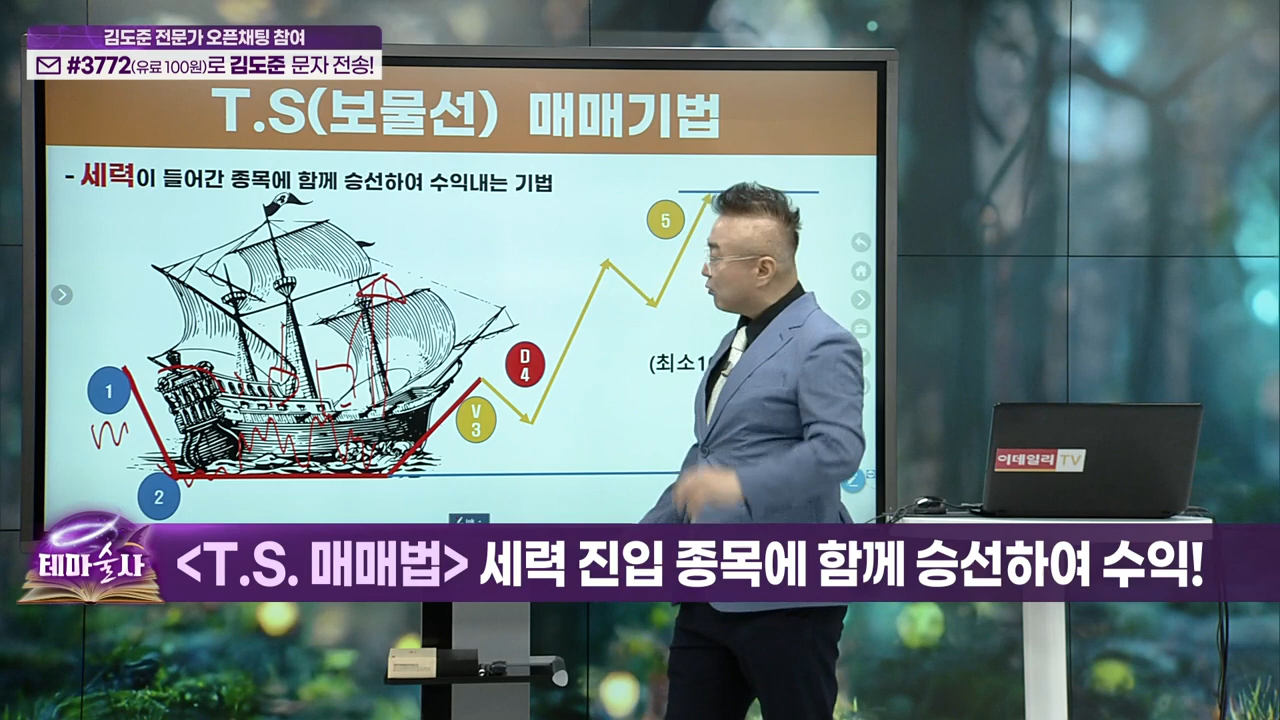 김도준 전문가 오픈채팅 참여
#3772(유료 100원)로 김도준 문자 전송!
T.S(보물선) 매매기법
- 세력이 들어간 종목에 함께 승선하여 수익내는 기법
5
(최소1
D
4
1
V
3
2
이데일리TV
테마술사
<T.S. 매매법> 세력 진입 종목에 함께 승선하여 수익!